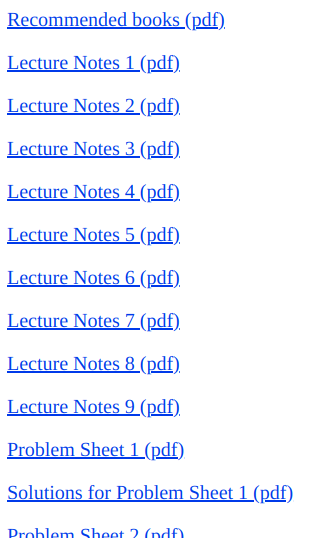 Recommended books (pdf)
Lecture Notes 1 (pdf)
Lecture Notes 2 (pdf)
Lecture Notes 3 (pdf)
Lecture Notes 4 (pdf)
Lecture Notes 5 (pdf)
Lecture Notes 6 (pdf)
Lecture Notes 7 (pdf)
Lecture Notes 8 (pdf)
Lecture Notes 9 (pdf)
Problem Sheet 1 (pdf)
Solutions for Problem Sheet 1 (pdf)
Problem Sheet 2 (pdf)